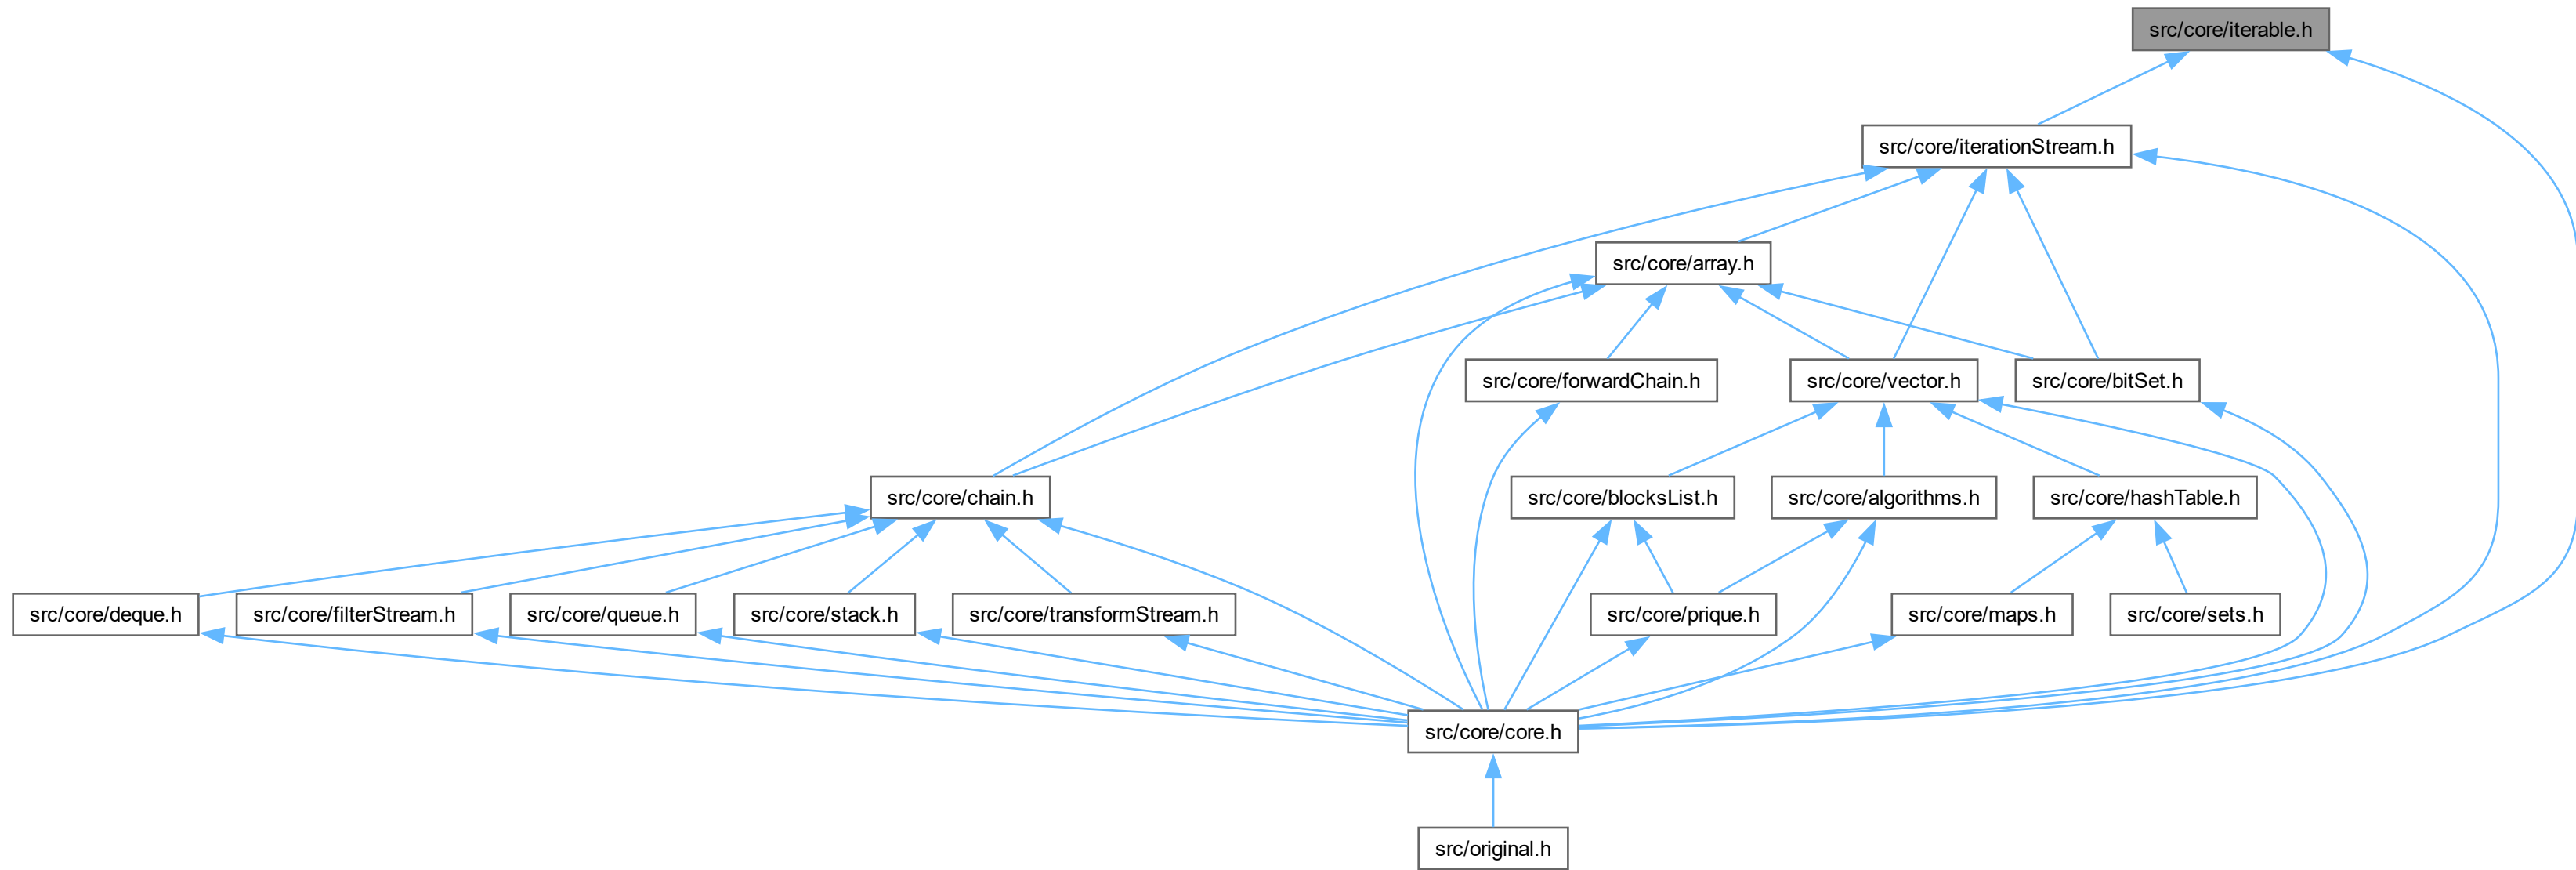 src/core/iterable.h
src/core/iterationStream.h
src/core/array.h
src/core/forwardChain.h
src/core/vector.h
src/core/bitSet.h
src/core/chain.h
src/core/blocksList.h
src/core/algorithms.h
src/core/hashTable.h
src/core/deque.h
src/core/filterStream.h
src/core/queue.h
src/core/stack.h
src/core/transformStream.h
src/core/prique.h
src/core/maps.h
src/core/sets.h
src/core/core.h
src/original.h